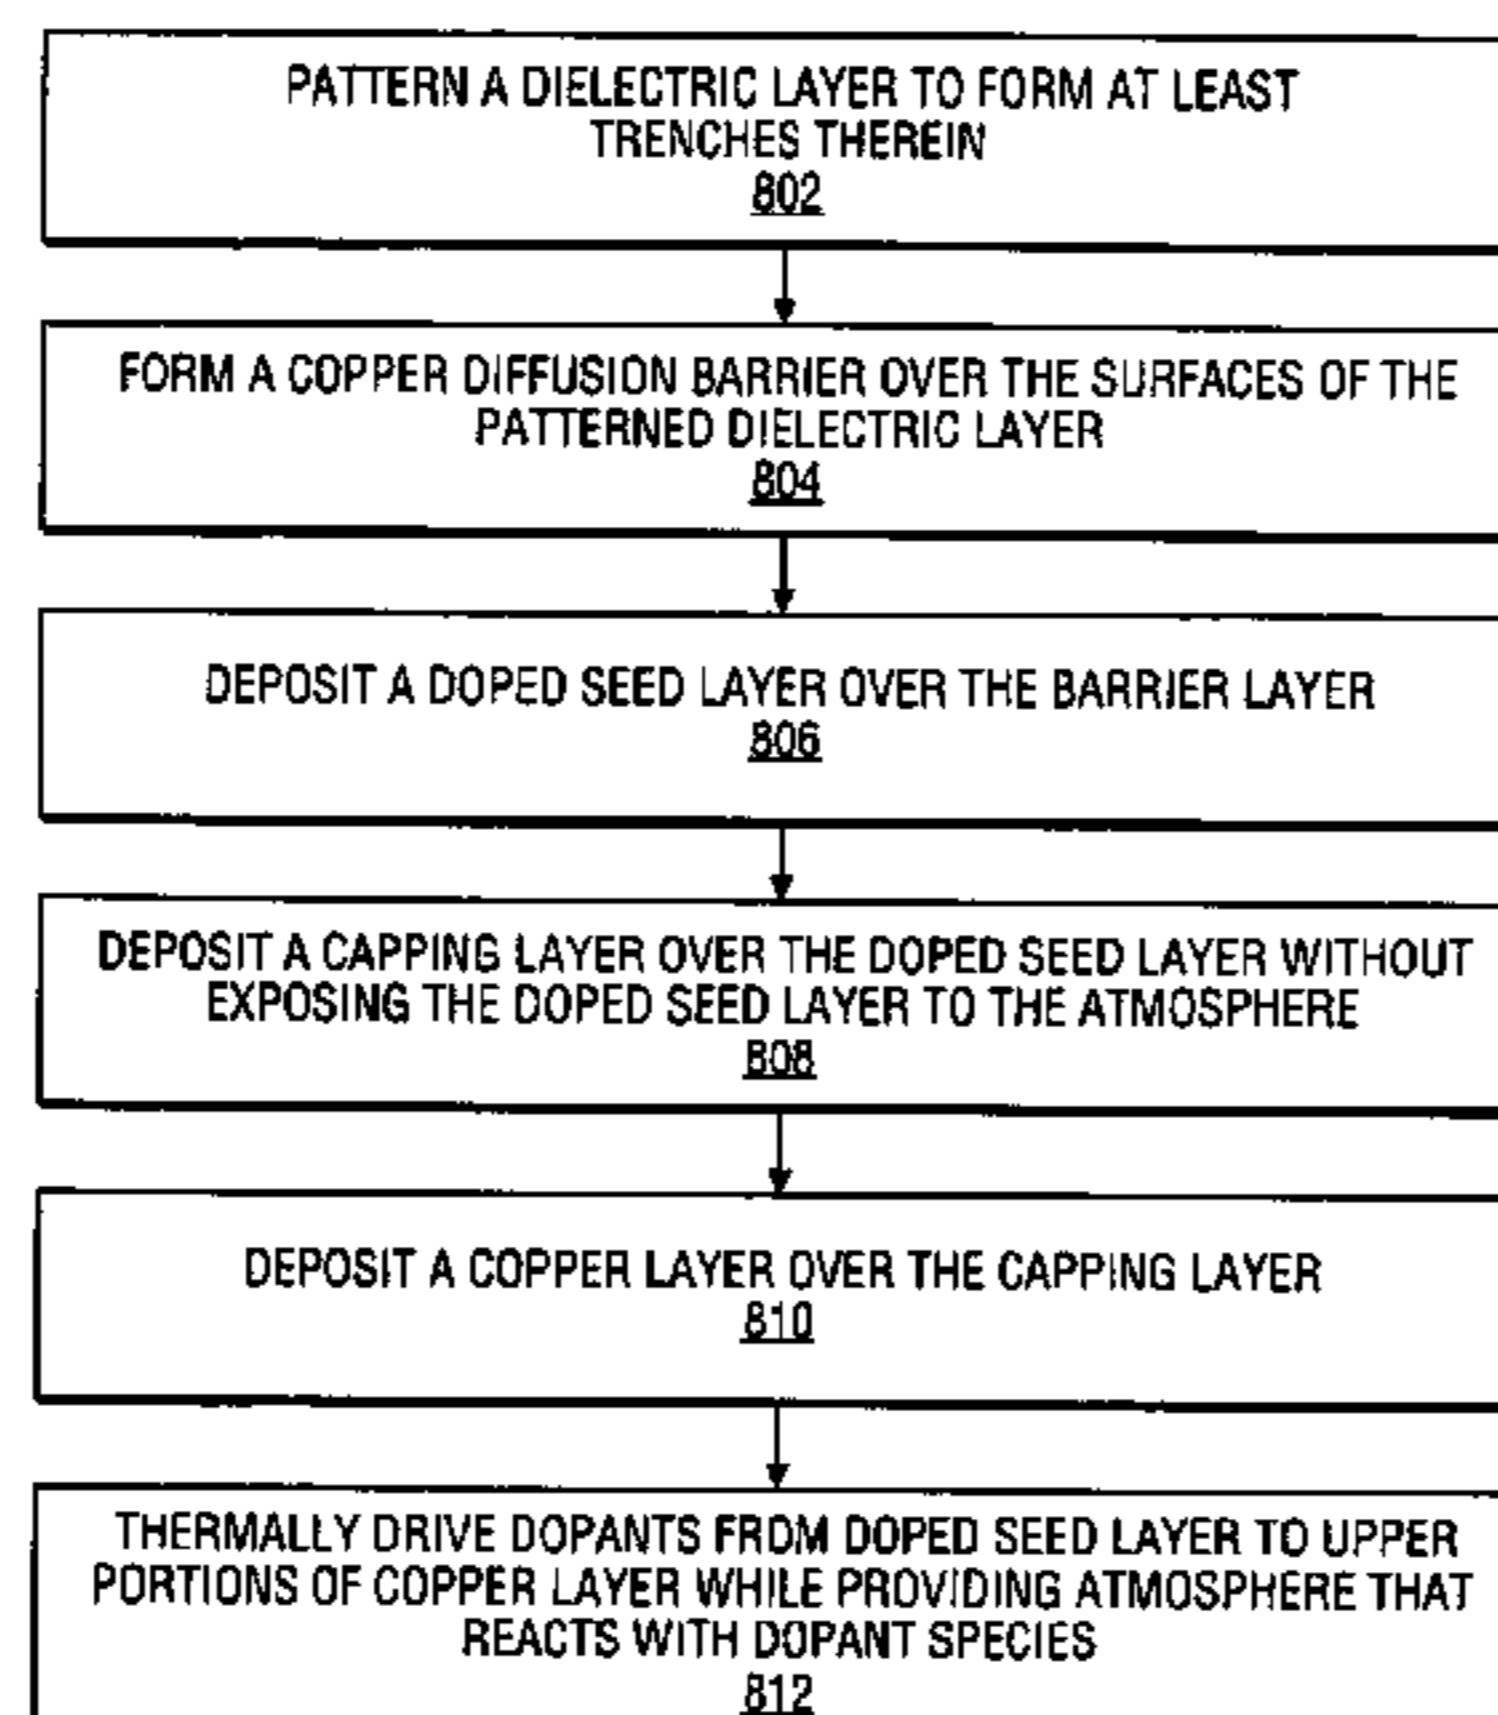 PATTERN A DIELECTRIC LAYER TO FORM AT LEAST
TRENCHES THEREIN
802
FORM A COPPER DIFFUSION BARRIER OVER THE SURFACES OF THE
PATTERNED DIELECTRIC LAYER
804
DEPOSIT A DOPED SEED LAYER OVER THE BARRIER LAYER
806
DEPOSIT A CAPPING LAYER OVER THE DOPED SEED LAYER WITHOUT
EXPOSING THE DOPED SEED LAYER TO THE ATMOSPHERE
808
DEPOSIT A COPPER LAYER OVER THE CAPPING LAYER
810
THERMALLY DRIVE DOPANTS FROM DOPED SEED LAYER TO UPPER
PORTIONS OF COPPER LAYER WHILE PROVIDING ATMOSPHERE THAT
REACTS WITH DOPANT SPECIES
812